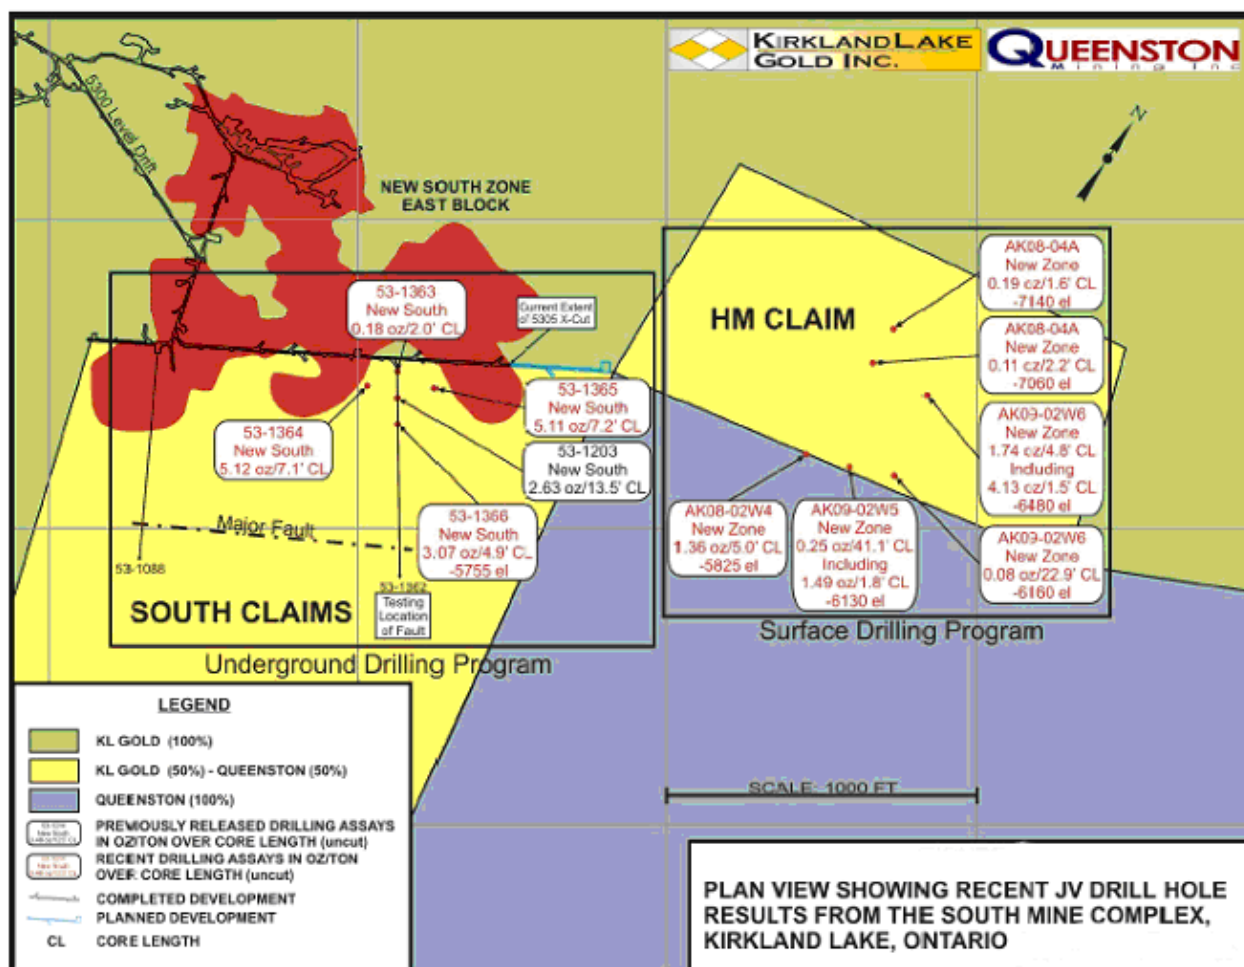 KIRKLAND LAKE
GOLD INC.
QUEENSTON
Mining Inc
N
5300 Level Drift
NEW SOUTH ZONE
EAST BLOCK
53-1363
New South
0.18 oz/2.0' CL
Current Extent
of 5305 X-Cut
HM CLAIM
AK08-04A
New Zone
0.19 oz/1.6' CL
-7140 el
AK08-04A
New Zone
0.11 oz/2.2' CL
-7060 el
53-1365
New South
5.11 oz/7.2' CL
53-1364
New South
5.12 oz/7.1' CL
53-1203
New South
2.63 oz/13.5' CL
AK09-02W6
New Zone
1.74 oz/4.8' CL
Including
4.13 oz/1.5' CL
-6480 el
53-1366
New South
3.07 oz/4.9' CL
-5755 el
AK08-02W4
New Zone
1.36 oz/5.0' CL
-5825 el
AK09-02W5
New Zone
0.25 oz/41.1' CL
Including
1.49 oz/1.8' CL
-6130 el
AK09-02W6
New Zone
0.08 oz/22.9' CL
-6160 el
Major Fault
53-1088
53-1362
Testing
Location
of Fault
SOUTH CLAIMS
Underground Drilling Program
Surface Drilling Program
LEGEND
KL GOLD (100%)
KL GOLD (50%) - QUEENSTON (50%)
QUEENSTON (100%)
PREVIOUSLY RELEASED DRILLING ASSAYS
IN OZ/TON OVER CORE LENGTH (uncut)
RECENT DRILLING ASSAYS IN OZ/TON
OVER CORE LENGTH (uncut)
COMPLETED DEVELOPMENT
PLANNED DEVELOPMENT
CL CORE LENGTH
SCALE: 1000 FT
PLAN VIEW SHOWING RECENT JV DRILL HOLE
RESULTS FROM THE SOUTH MINE COMPLEX,
KIRKLAND LAKE, ONTARIO